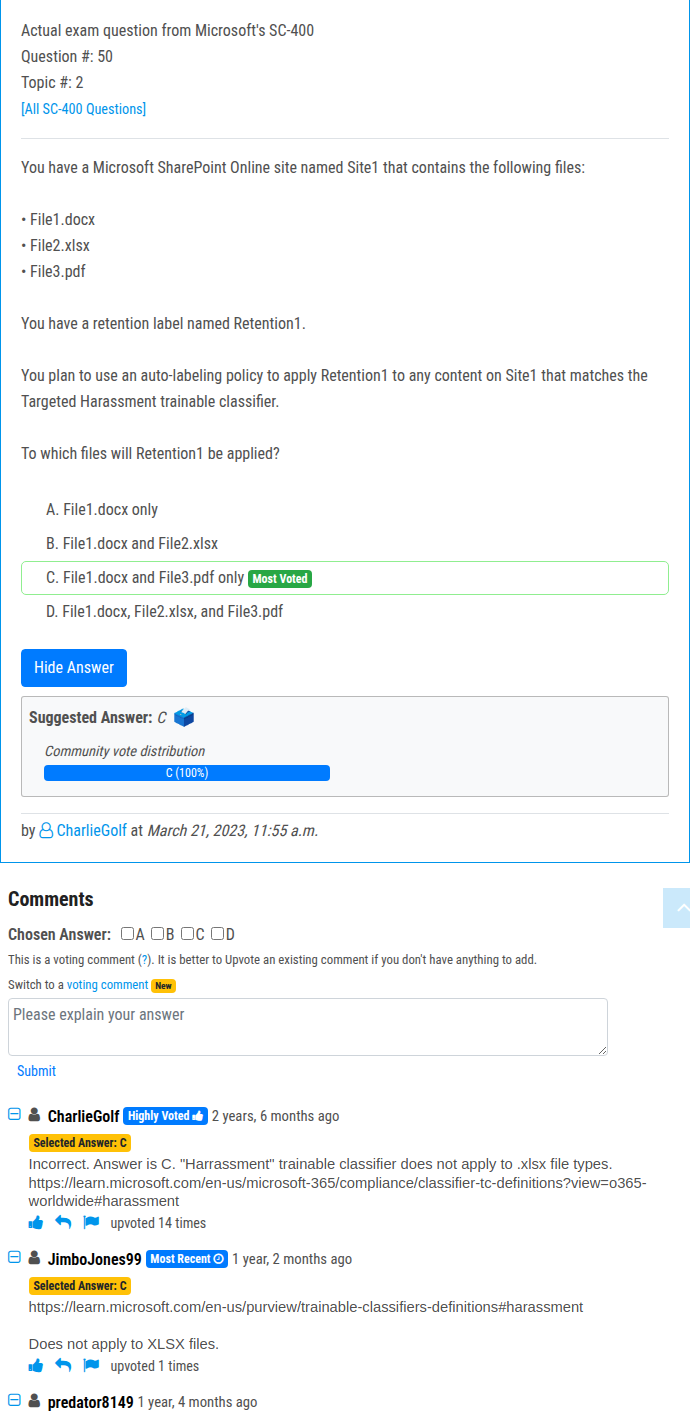 Actual exam question from Microsoft's SC-400
Question #: 50
Topic #: 2
[All SC-400 Questions]
You have a Microsoft SharePoint Online site named Site1 that contains the following files:
• File1.docx
• File2.xlsx
• File3.pdf
You have a retention label named Retention1.
You plan to use an auto-labeling policy to apply Retention1 to any content on Site1 that matches the
Targeted Harassment trainable classifier.
To which files will Retention1 be applied?
A. File1.docx only
B. File1.docx and File2.xlsx
C. File1.docx and File3.pdf only Most Voted
D. File1.docx, File2.xlsx, and File3.pdf
Hide Answer
Suggested Answer: C
Community vote distribution
C (100%)
by CharlieGolf at March 21, 2023, 11:55 a.m.
Comments
Chosen Answer: A B C D
This is a voting comment (?). It is better to Upvote an existing comment if you don't have anything to add.
Switch to a voting comment New
Please explain your answer
Submit
CharlieGolf Highly Voted 2 years, 6 months ago
Selected Answer: C
Incorrect. Answer is C. "Harrassment" trainable classifier does not apply to .xlsx file types.
https://learn.microsoft.com/en-us/microsoft-365/compliance/classifier-tc-definitions?view=o365-
worldwide#harassment
upvoted 14 times
JimboJones99 Most Recent 1 year, 2 months ago
Selected Answer: C
https://learn.microsoft.com/en-us/purview/trainable-classifiers-definitions#harassment
Does not apply to XLSX files.
upvoted 1 times
predator8149 1 year, 4 months ago